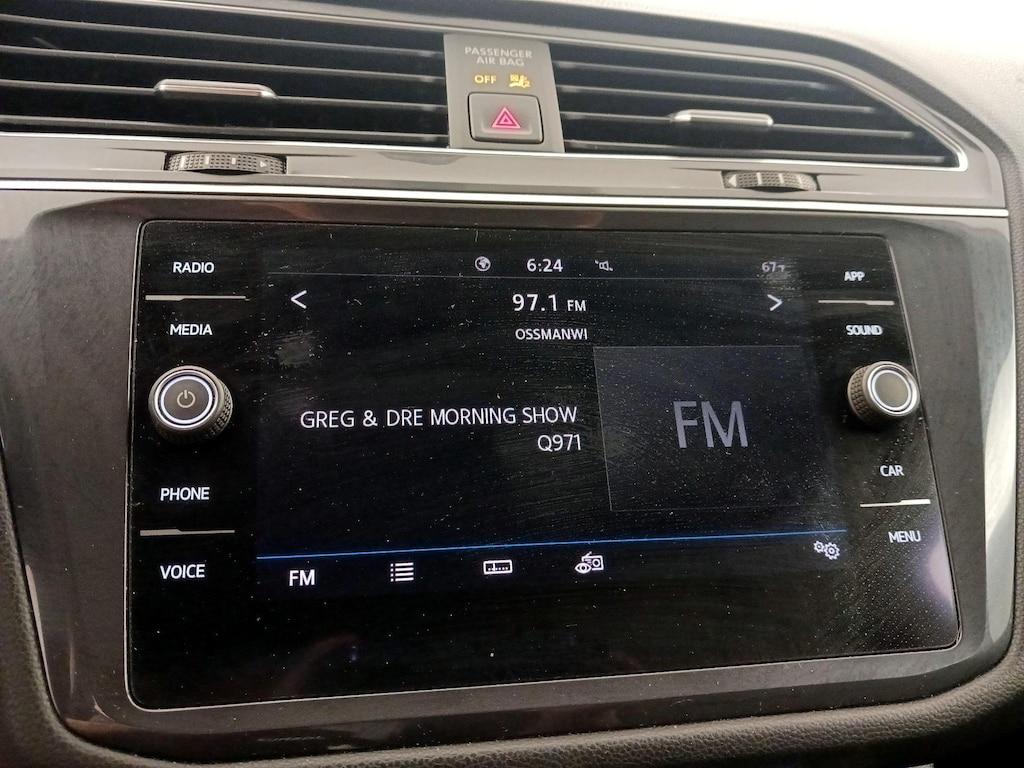 PASSENGER
AIR BAG
OFF
RADIO
MEDIA
PHONE
VOICE
6:24
97.1 FM
OSSMANWI
GREG & DRE MORNING SHOW
Q971
FM
FM
APP
SOUND
CAR
MENU